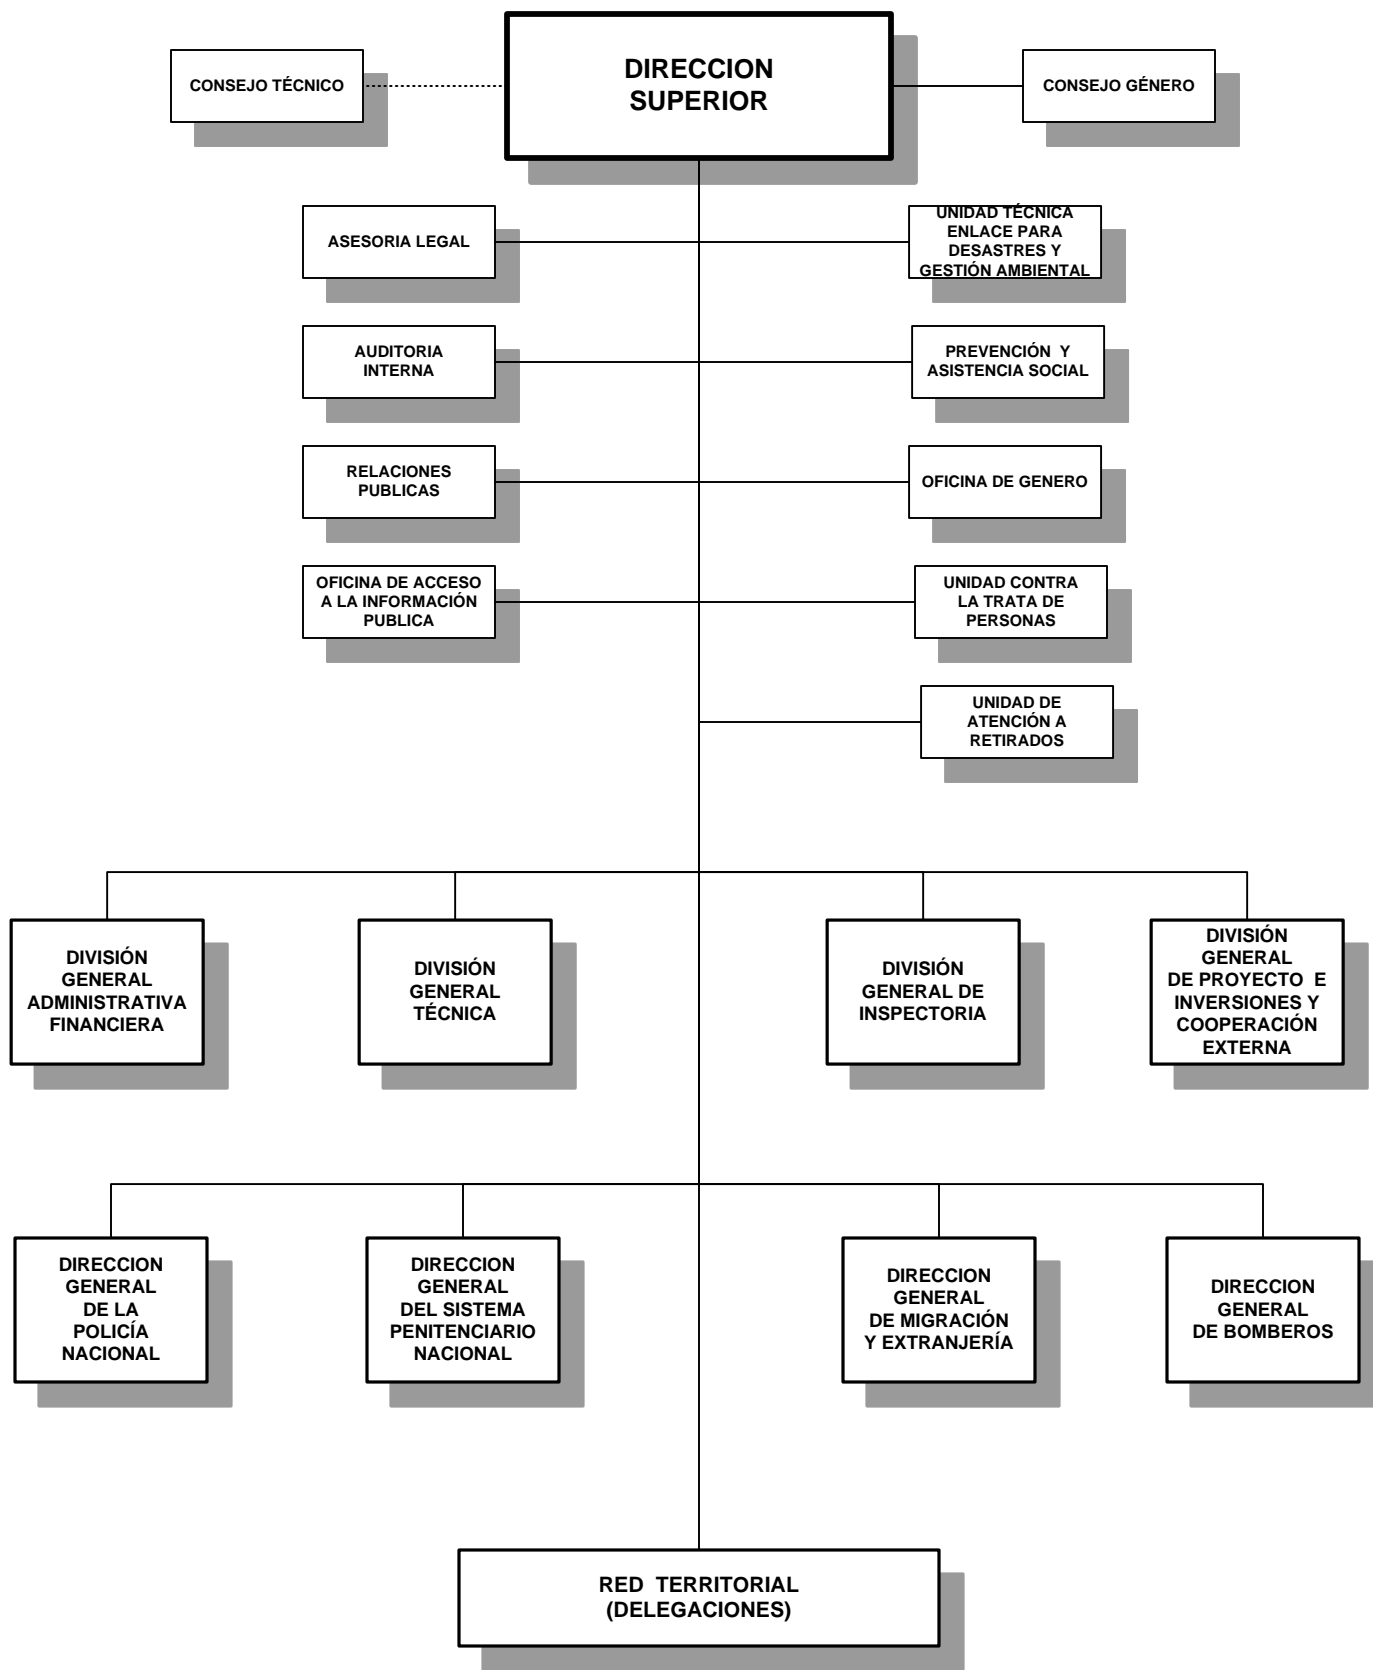 DIRECCION
SUPERIOR
CONSEJO TÉCNICO
CONSEJO GÉNERO
ASESORIA LEGAL
UNIDAD TÉCNICA
ENLACE PARA
DESASTRES Y
GESTIÓN AMBIENTAL
AUDITORIA
INTERNA
PREVENCIÓN Y
ASISTENCIA SOCIAL
RELACIONES
PUBLICAS
OFICINA DE GENERO
OFICINA DE ACCESO
A LA INFORMACIÓN
PUBLICA
UNIDAD CONTRA
LA TRATA DE
PERSONAS
UNIDAD DE
ATENCIÓN A
RETIRADOS
DIVISIÓN
GENERAL
ADMINISTRATIVA
FINANCIERA
DIVISIÓN
GENERAL
TÉCNICA
DIVISIÓN
GENERAL DE
INSPECTORIA
DIVISIÓN
GENERAL
DE PROYECTO E
INVERSIONES Y
COOPERACIÓN
EXTERNA
DIRECCION
GENERAL
DE LA
POLICÍA
NACIONAL
DIRECCION
GENERAL
DEL SISTEMA
PENITENCIARIO
NACIONAL
DIRECCION
GENERAL
DE MIGRACIÓN
Y EXTRANJERÍA
DIRECCION
GENERAL
DE BOMBEROS
RED TERRITORIAL
(DELEGACIONES)